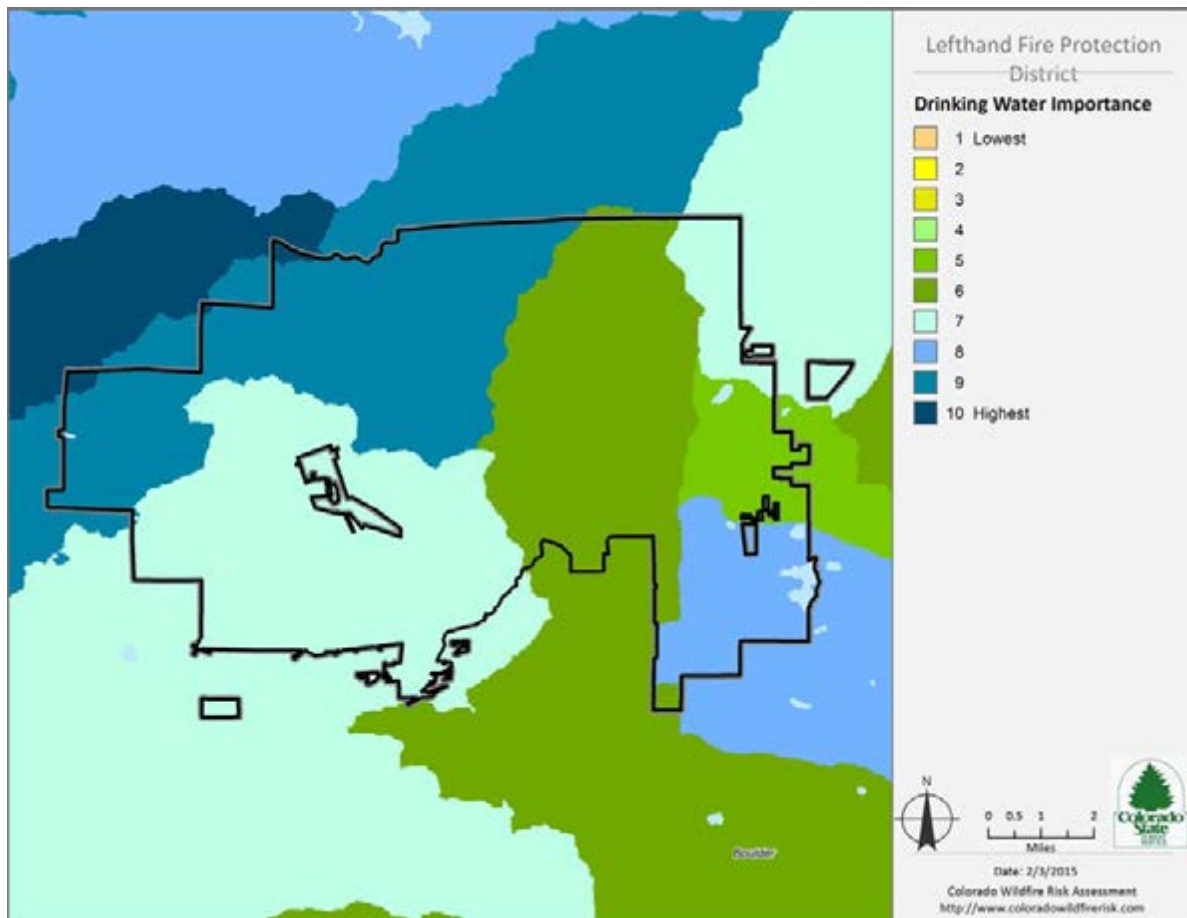 Lefthand Fire Protection
District
Drinking Water Importance
1 Lowest
2
3
4
5
6
7
8
9
10 Highest
N
0 0.5 1 2
Miles
Colorado
State
Date: 2/3/2015
Colorado Wildfire Risk Assessment
http://www.coloradowildfirerisk.com
Boulder